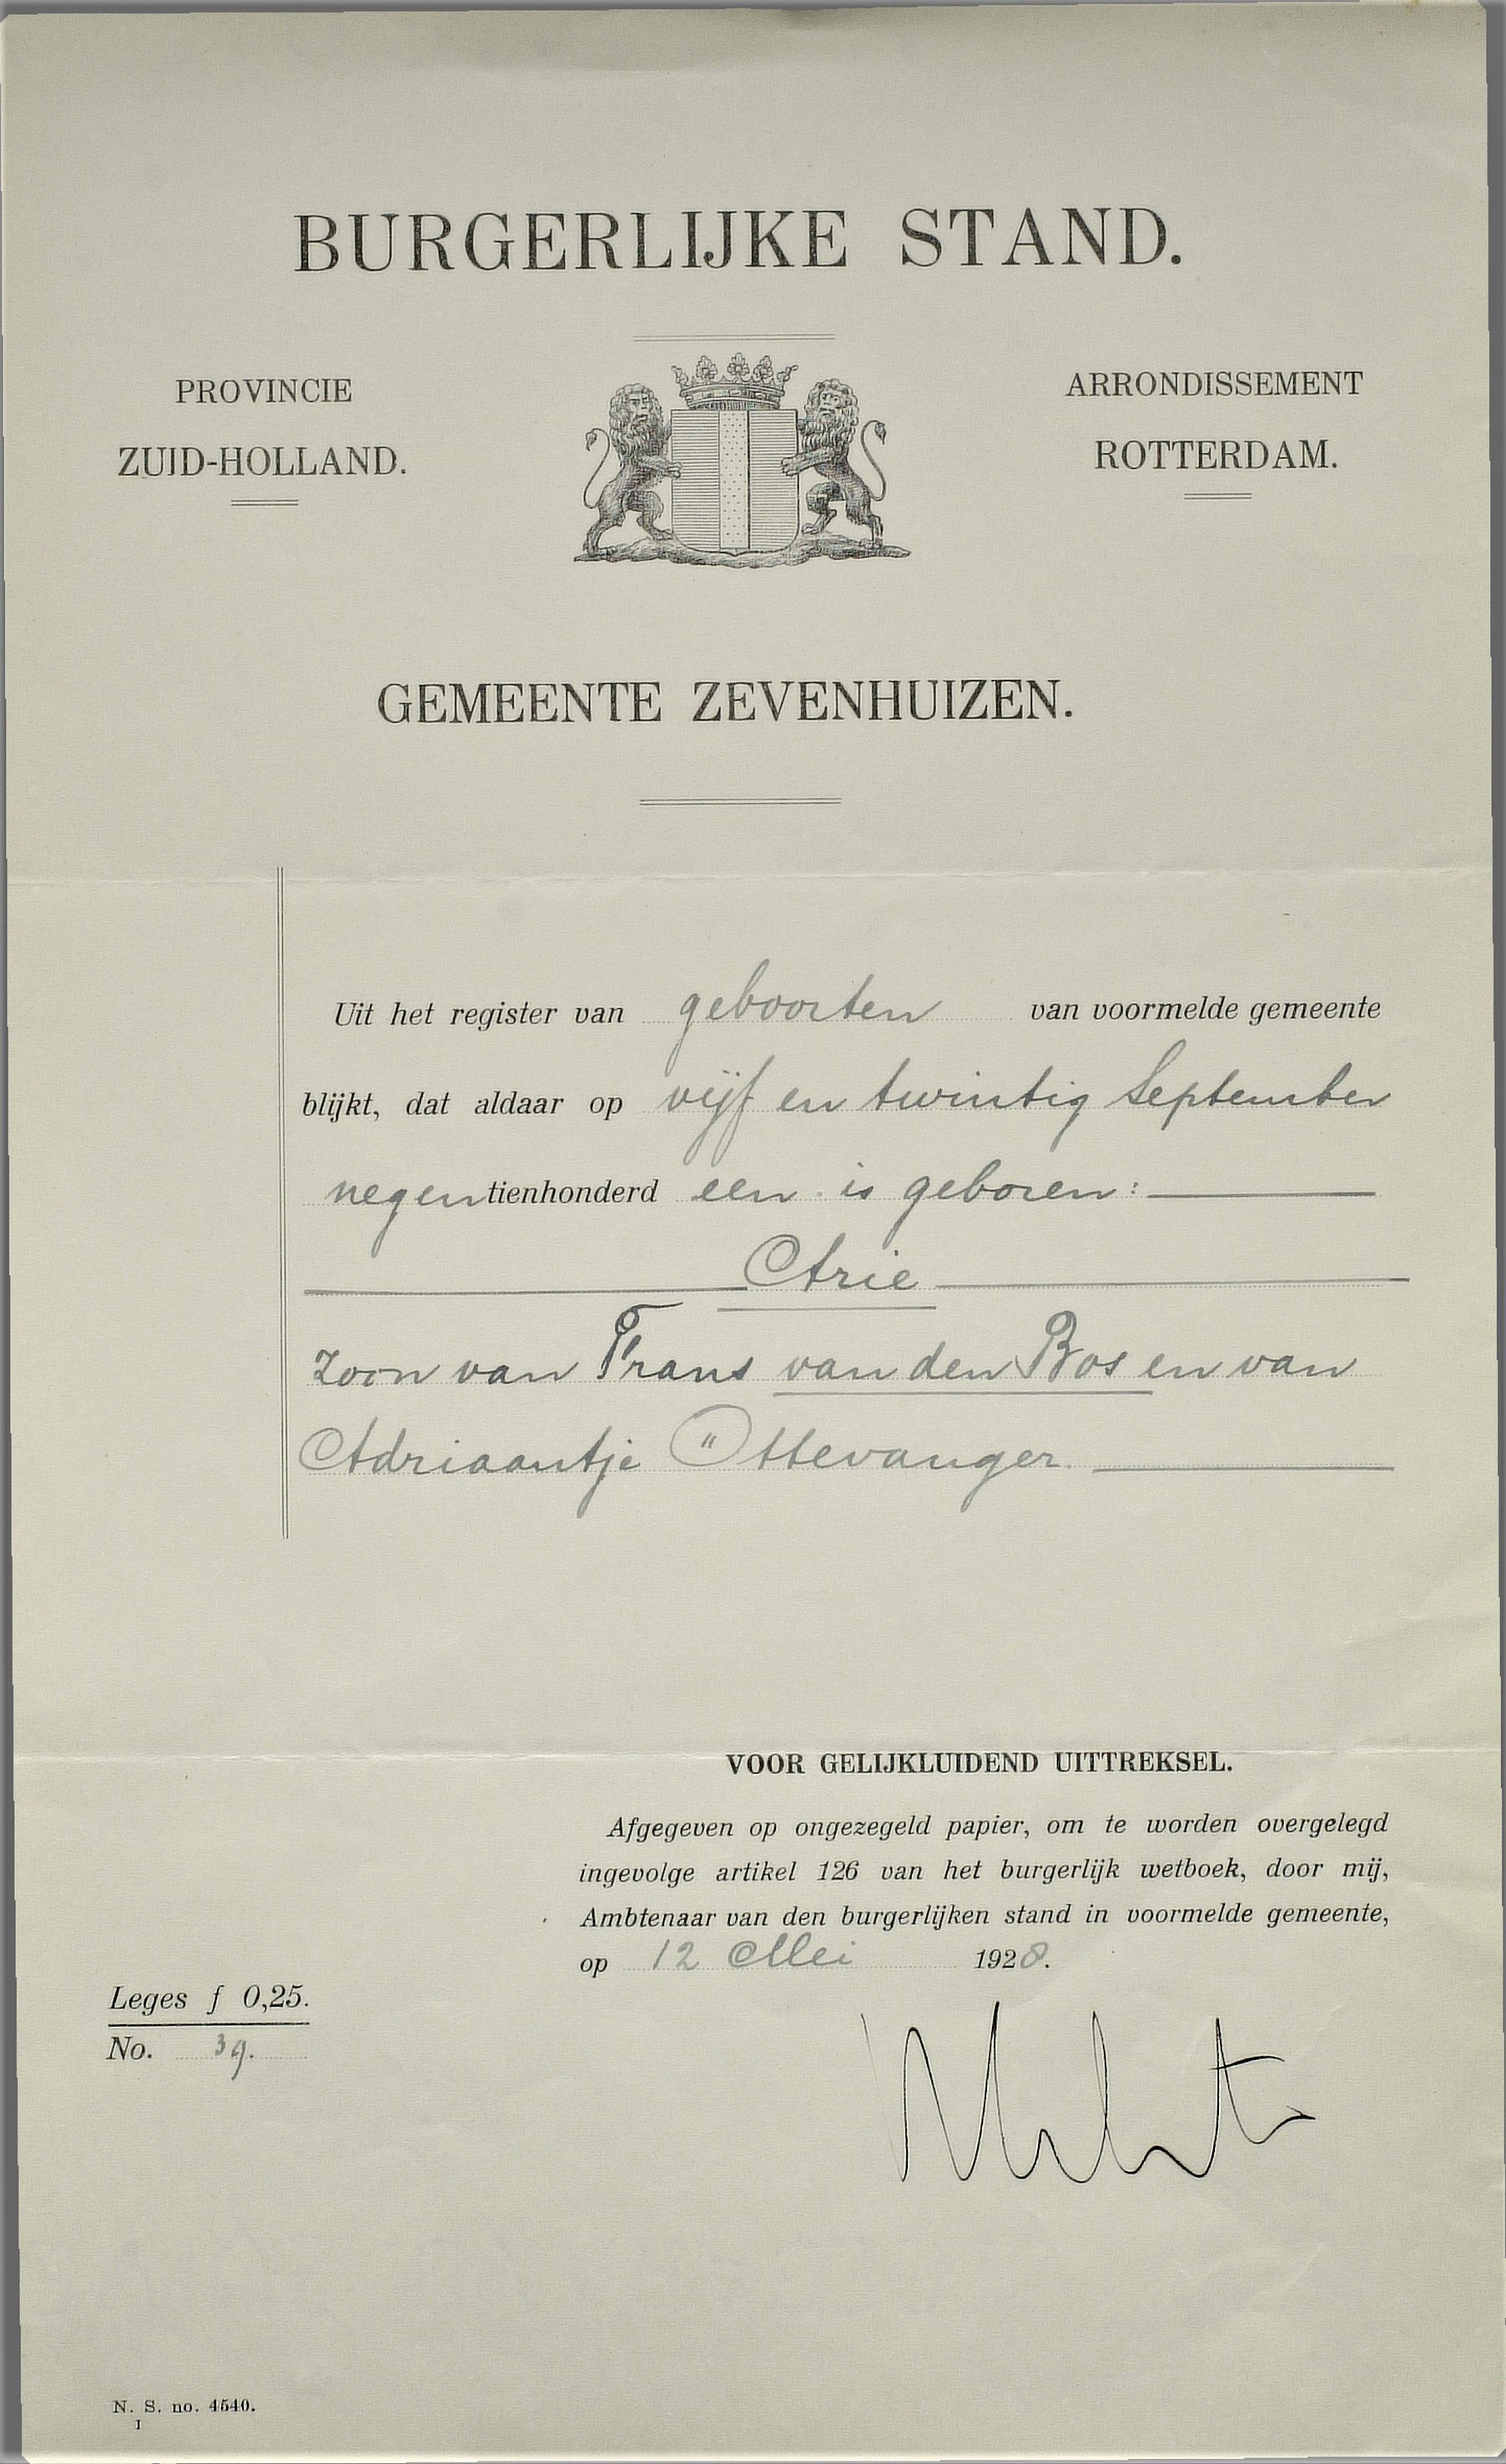 BURGERLIJKE STAND.
PROVINCIE
ZUID-HOLLAND.
ARRONDISSEMENT
ROTTERDAM.
GEMEENTE ZEVENHUIZEN.
Uit het register van geboorten van voormelde gemeente
blijkt, dat aldaar op vijf en twintig September
negentienhonderd een is geboren:
Arie
zoon van Frans van den Bos en van
Adriaantje Ottevanger.
VOOR GELIJKLUIDEND UITTREKSEL.
Afgegeven op ongezegeld papier, om te worden overgelegd
ingevolge artikel 126 van het burgerlijk wetboek, door mij,
Ambtenaar van den burgerlijken stand in voormelde gemeente,
op 12 Mei 1928.
Leges f 0,25.
No. 39.
N. S. no. 4540.
I